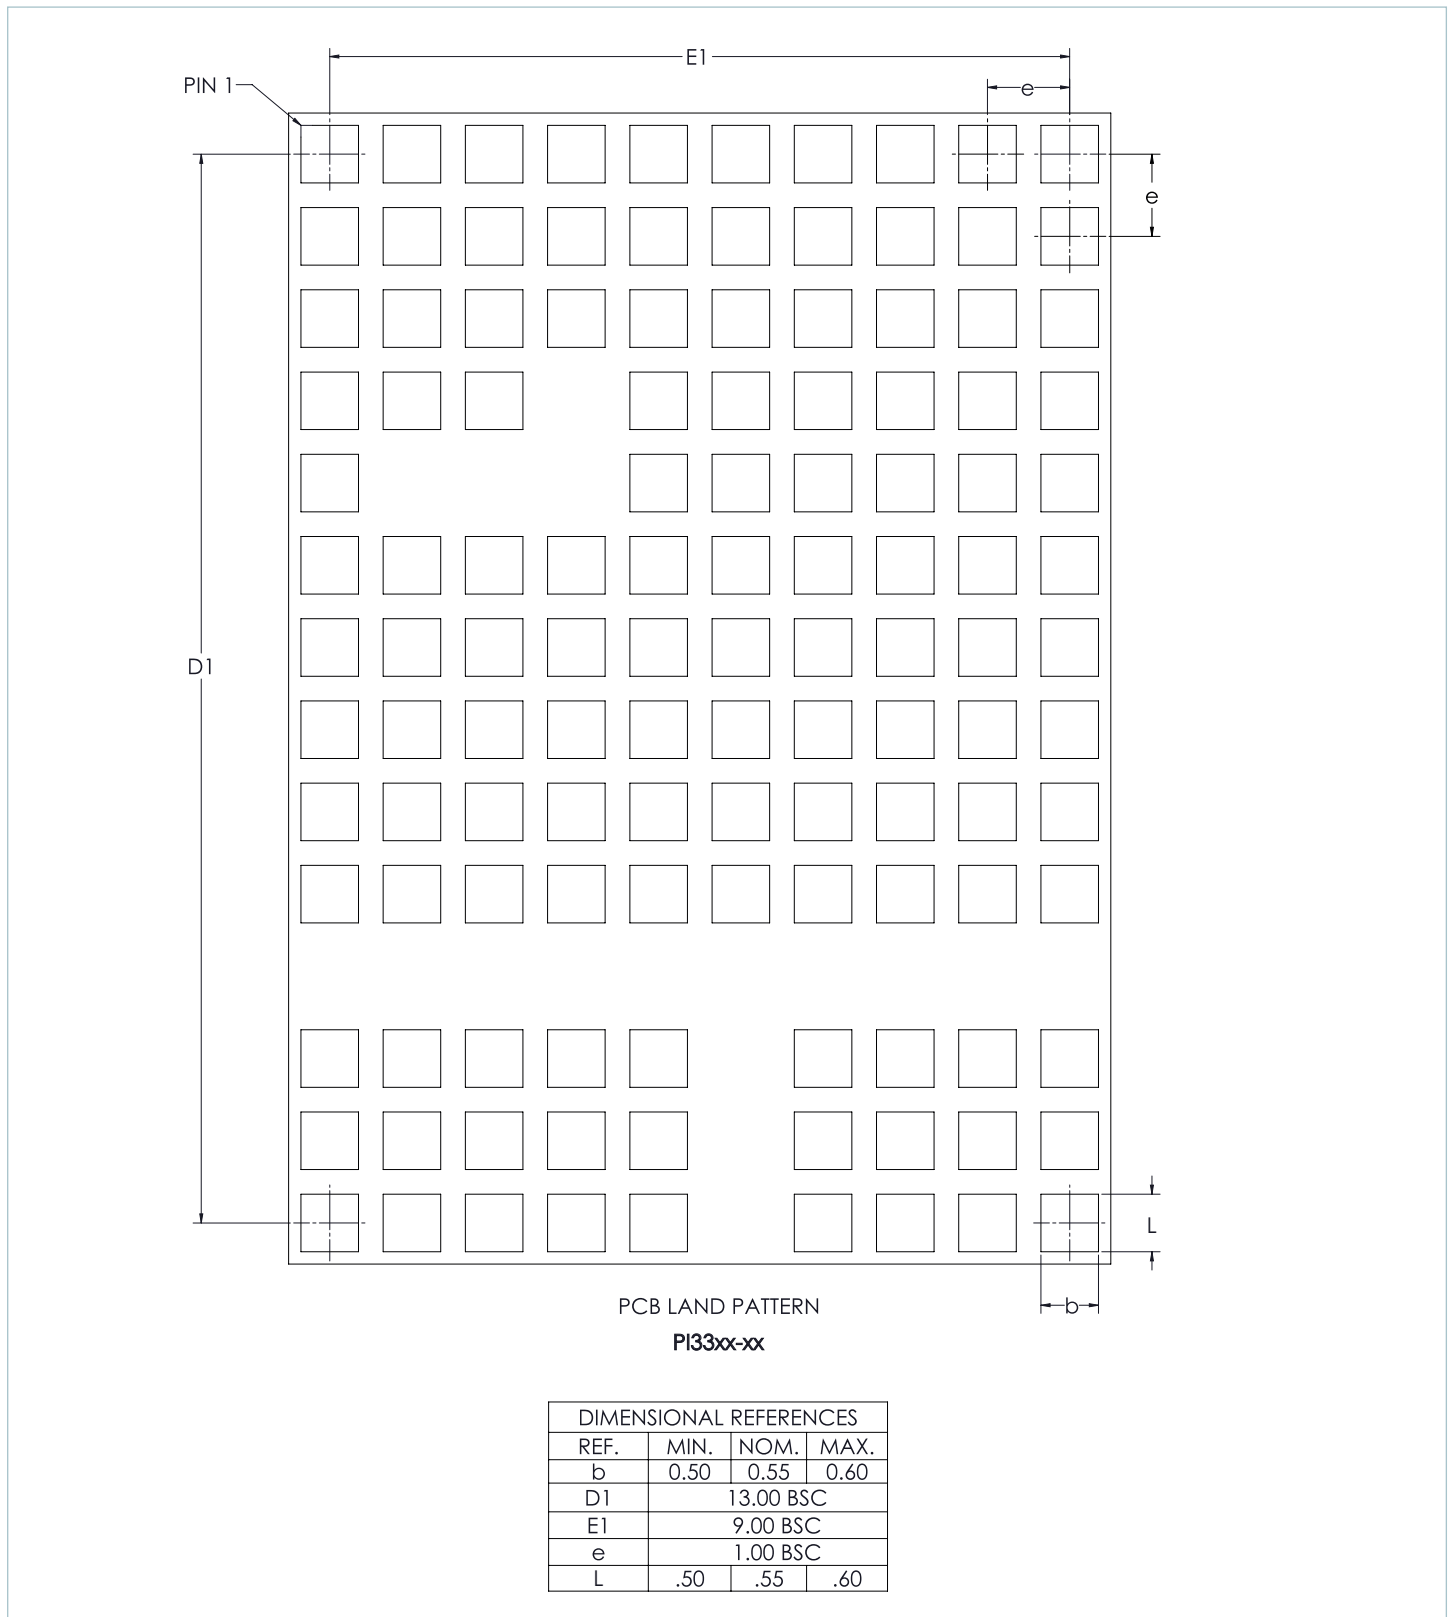 E1
PIN 1
e
e
D1
L
b
PCB LAND PATTERN
PI33xx-xx
DIMENSIONAL REFERENCES
REF. MIN. NOM. MAX.
b 0.50 0.55 0.60
D1 13.00 BSC
E1 9.00 BSC
e 1.00 BSC
L .50 .55 .60